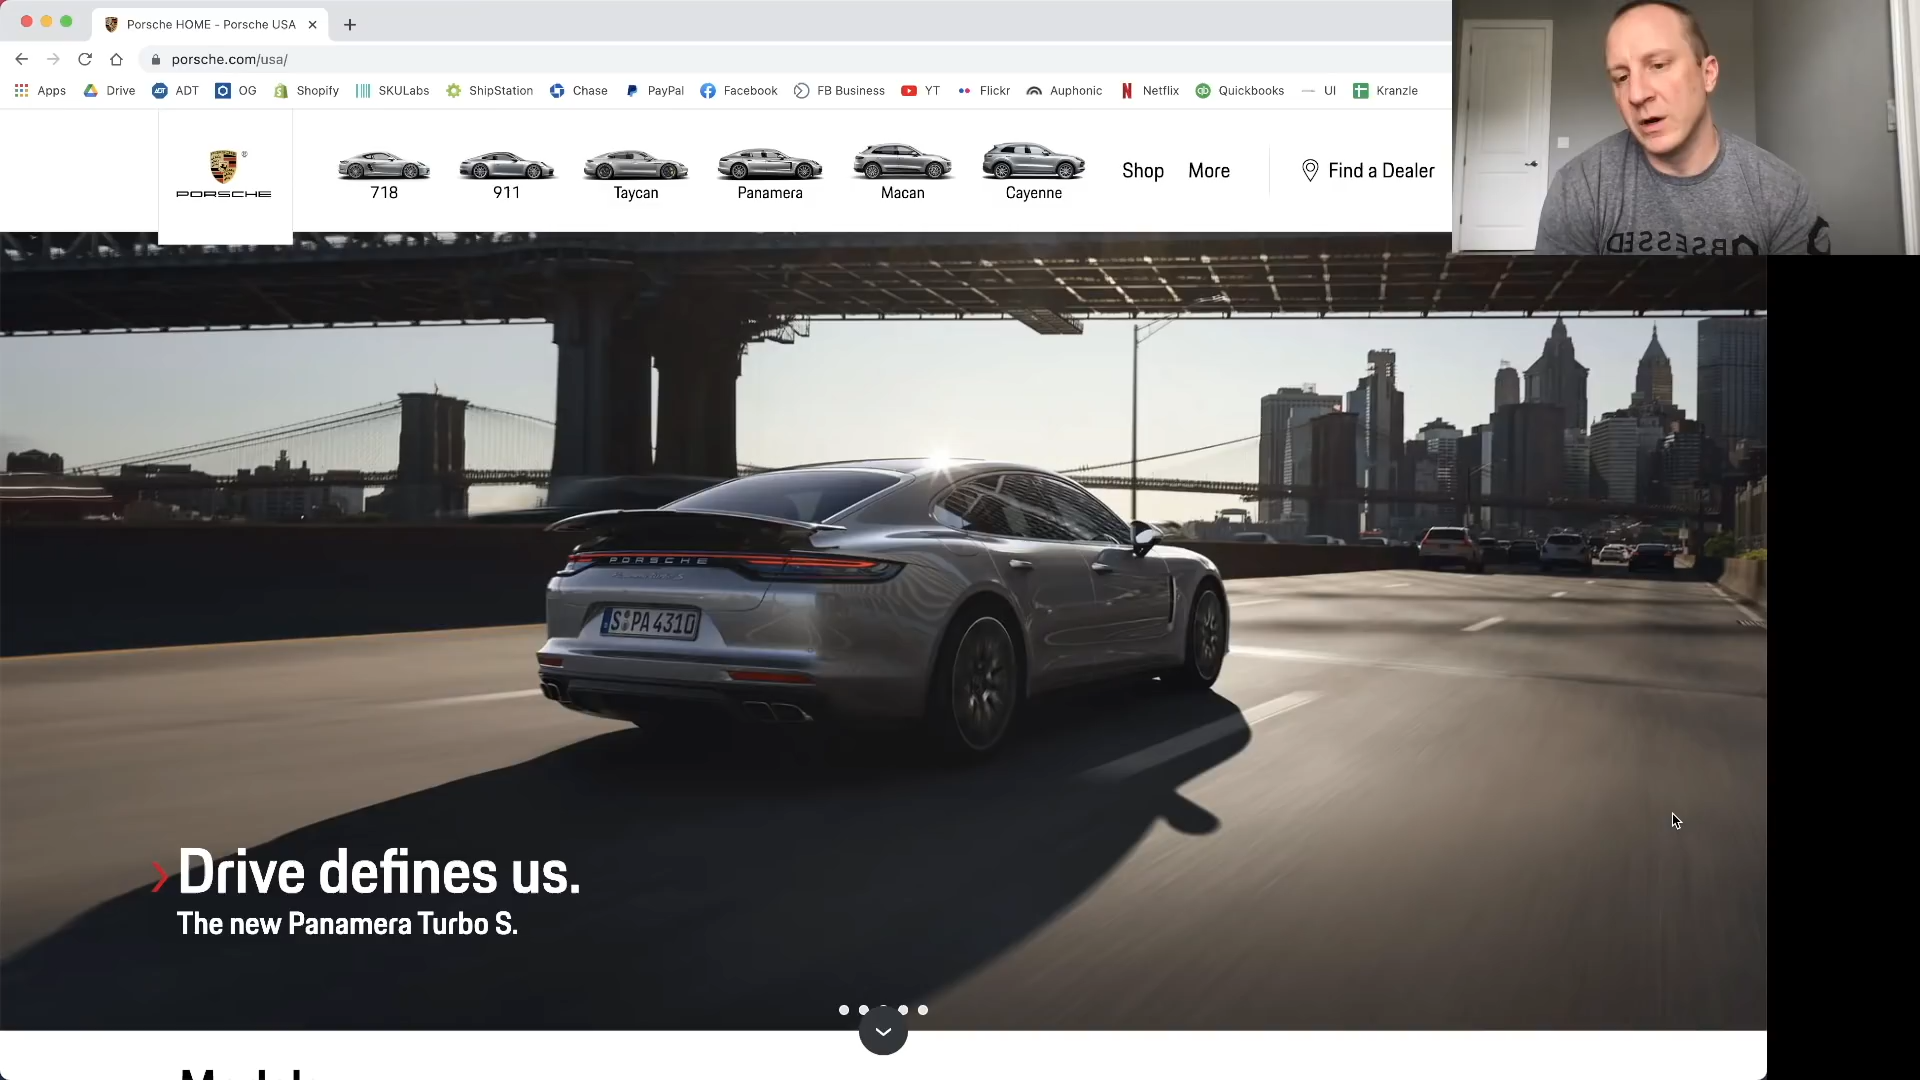 Porsche HOME - Porsche USA
porsche.com/usa/
Apps Drive ADT OG Shopify SKULabs ShipStation Chase PayPal Facebook FB Business YT Flickr Auphonic Netflix Quickbooks UI Kranzle
PORSCHE
718 911 Taycan Panamera Macan Cayenne Shop More Find a Dealer
OBSESSED
PORSCHE
S PA 4310
Drive defines us.
The new Panamera Turbo S.